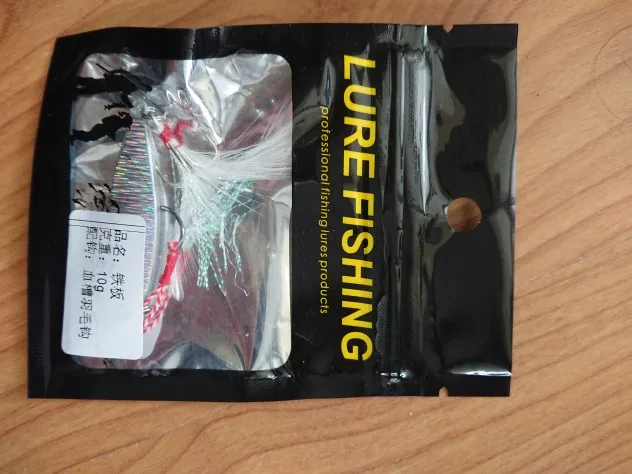 LURE FISHING
professional fishing lures products
品名：铁板
克重：10g
配钩：血槽羽毛钩